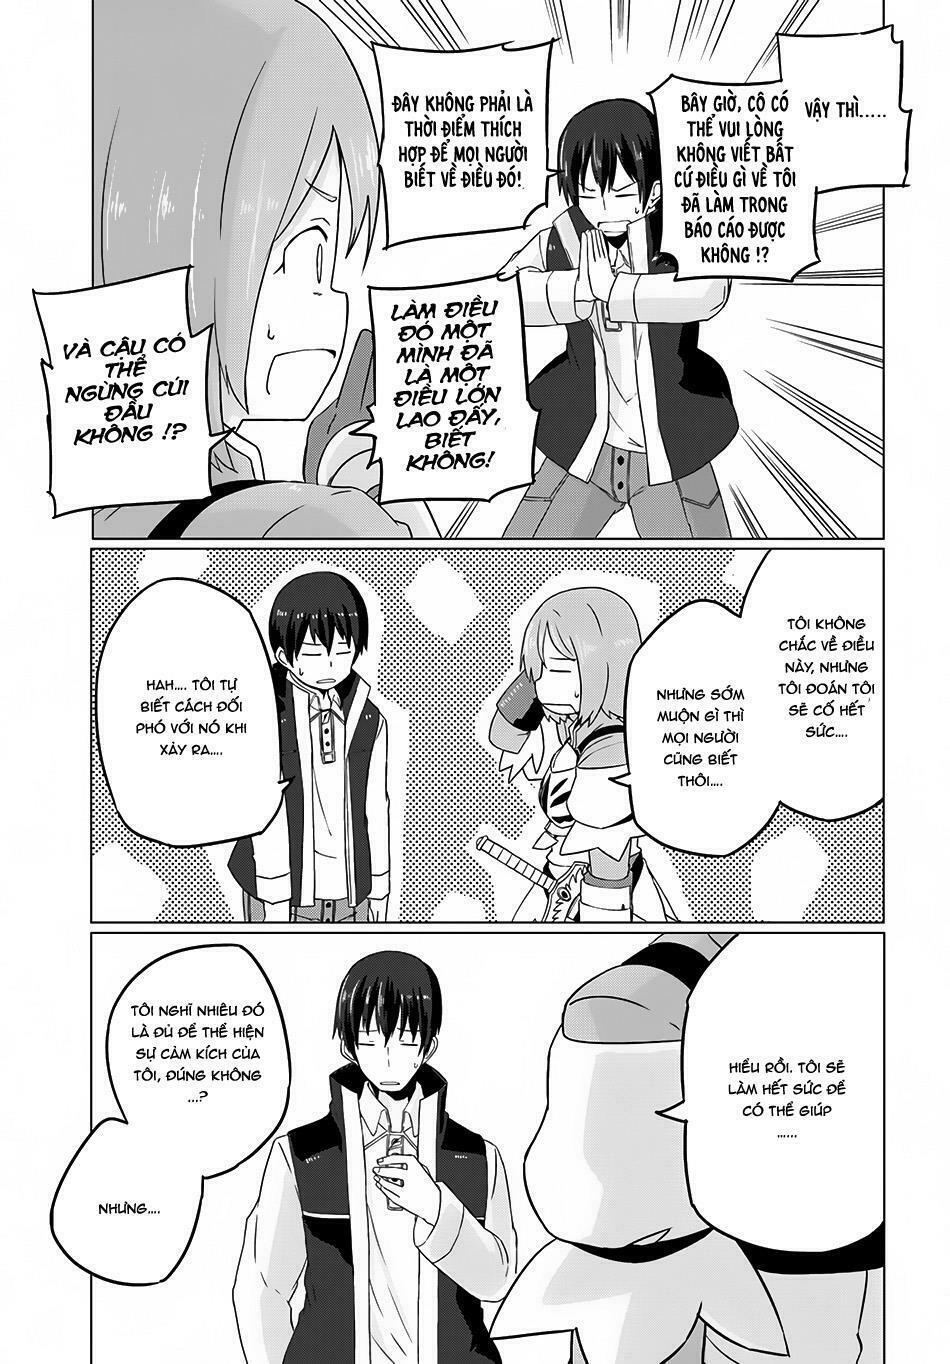 VẬY THÌ.....
BÂY GIỜ, CÔ CÓ
THỂ VUI LÒNG
KHÔNG VIẾT BẤT
CỨ ĐIỀU GÌ VỀ TÔI
ĐÃ LÀM TRONG
BÁO CÁO ĐƯỢC
KHÔNG !?
ĐÂY KHÔNG PHẢI LÀ
THỜI ĐIỂM THÍCH
HỢP ĐỂ MỌI NGƯỜI
BIẾT VỀ ĐIỀU ĐÓ!
LÀM ĐIỀU
ĐÓ MỘT
MÌNH ĐÃ
LÀ MỘT
ĐIỀU LỚN
LAO ĐẤY,
BIẾT
KHÔNG!
VÀ CẬU CÓ
THỂ
NGỪNG CÚI
ĐẦU
KHÔNG !?
TÔI KHÔNG
CHẮC VỀ ĐIỀU
NÀY, NHƯNG
TÔI ĐOÁN TÔI
SẼ CỐ HẾT
SỨC....
NHƯNG SỚM
MUỘN GÌ THÌ
MỌI NGƯỜI
CŨNG BIẾT
THÔI....
HAH.... TÔI TỰ
BIẾT CÁCH ĐỐI
PHÓ VỚI NÓ KHI
XẢY RA....
HIỂU RỒI. TÔI SẼ
LÀM HẾT SỨC ĐỂ
CÓ THỂ GIÚP
......
TÔI NGHĨ NHIÊU ĐÓ
LÀ ĐỦ ĐỂ THỂ HIỆN
SỰ CẢM KÍCH CỦA
TÔI, ĐÚNG KHÔNG
....?
NHƯNG....